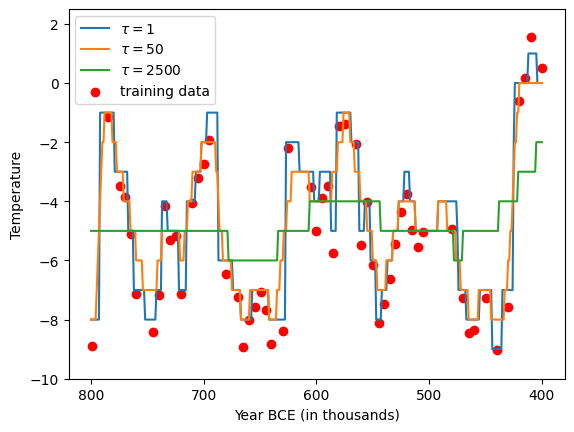 τ = 1
τ = 50
τ = 2500
training data
2
0
−2
−4
−6
−8
−10
Temperature
800 700 600 500 400
Year BCE (in thousands)